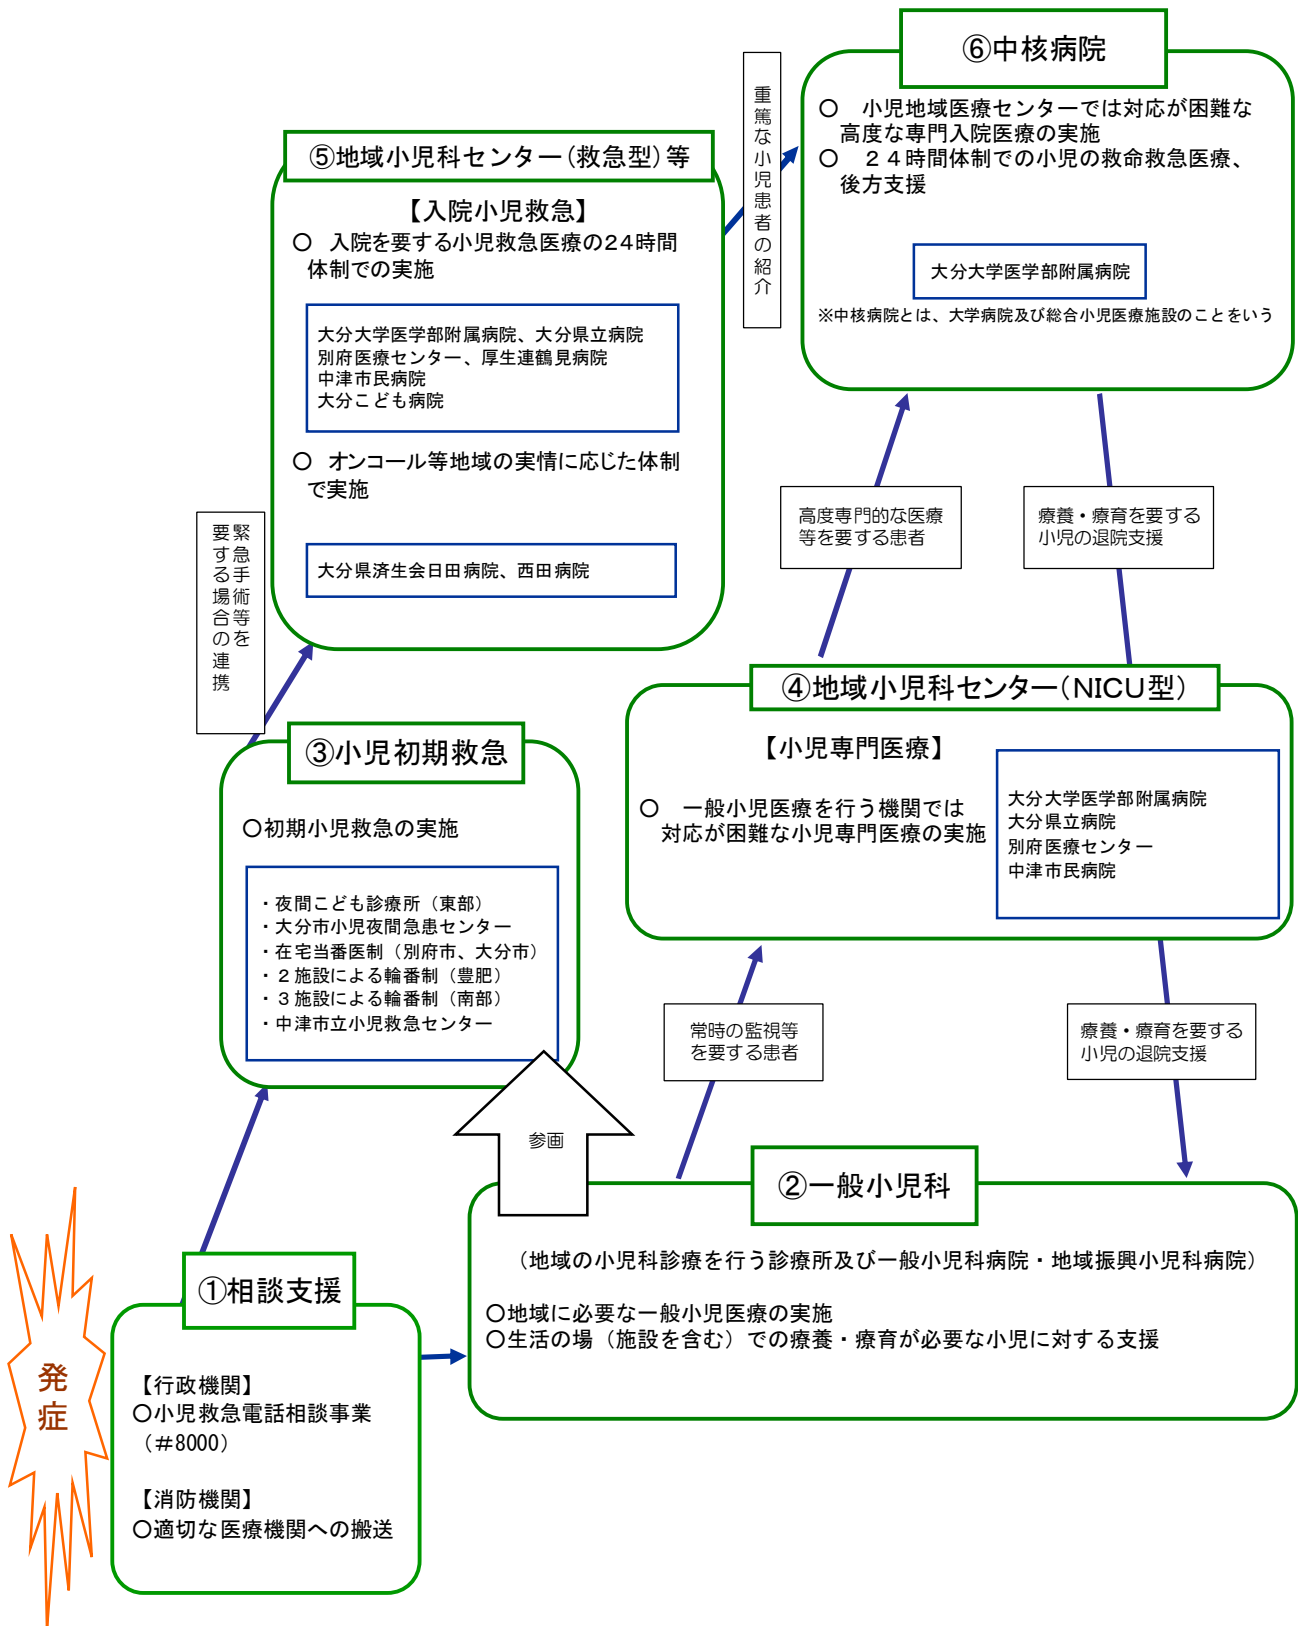 ⑥中核病院
○　小児地域医療センターでは対応が困難な
高度な専門入院医療の実施
○　２４時間体制での小児の救命救急医療、
後方支援
大分大学医学部附属病院
※中核病院とは、大学病院及び総合小児医療施設のことをいう
重篤な小児患者の紹介
⑤地域小児科センター（救急型）等
【入院小児救急】
○　入院を要する小児救急医療の24時間
体制での実施
大分大学医学部附属病院、大分県立病院
別府医療センター、厚生連鶴見病院
中津市民病院
大分こども病院
○　オンコール等地域の実情に応じた体制
で実施
大分県済生会日田病院、西田病院
緊急手術等を
要する場合の連携
高度専門的な医療
等を要する患者
療養・療育を要する
小児の退院支援
④地域小児科センター（ＮＩＣＵ型）
【小児専門医療】
○　一般小児医療を行う機関では
対応が困難な小児専門医療の実施
大分大学医学部附属病院
大分県立病院
別府医療センター
中津市民病院
③小児初期救急
○初期小児救急の実施
・夜間こども診療所（東部）
・大分市小児夜間急患センター
・在宅当番医制（別府市、大分市）
・２施設による輪番制（豊肥）
・３施設による輪番制（南部）
・中津市立小児救急センター
常時の監視等
を要する患者
療養・療育を要する
小児の退院支援
参画
②一般小児科
（地域の小児科診療を行う診療所及び一般小児科病院・地域振興小児科病院）
○地域に必要な一般小児医療の実施
○生活の場（施設を含む）での療養・療育が必要な小児に対する支援
①相談支援
【行政機関】
○小児救急電話相談事業
（＃8000）
【消防機関】
○適切な医療機関への搬送
発症